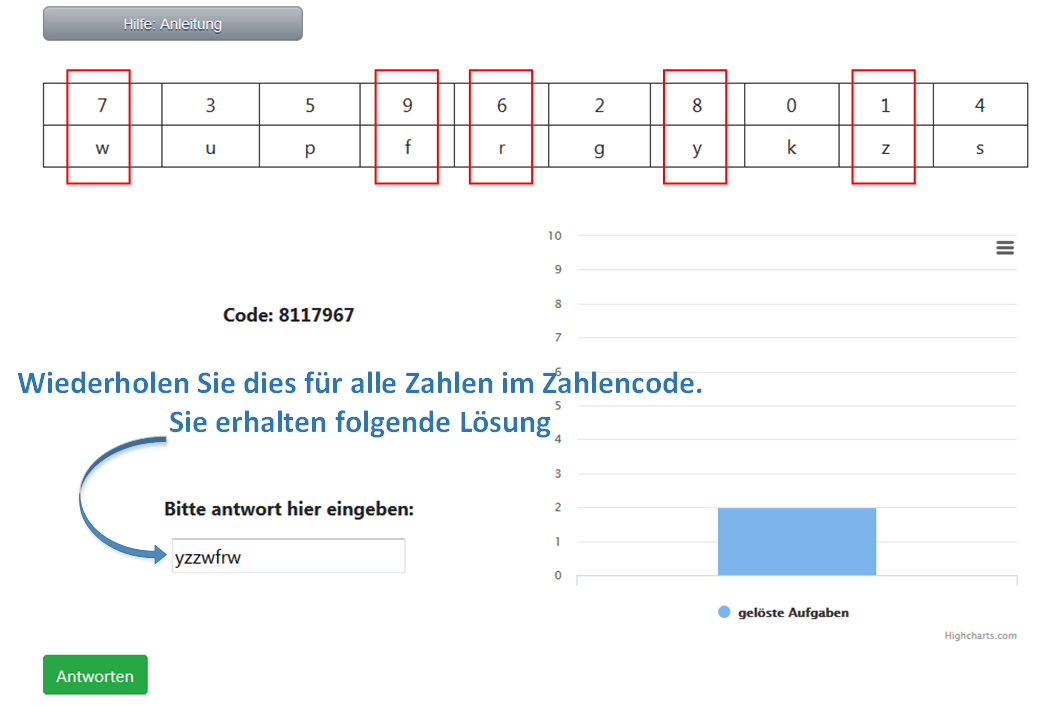 Hilfe: Anleitung
7 3 5 9 6 2 8 0 1 4
w u p f r g y k z s
Code: 8117967
Wiederholen Sie dies für alle Zahlen im Zahlencode.
Sie erhalten folgende Lösung
Bitte antwort hier eingeben:
yzzwfrw
Antworten
10
9
8
7
6
5
4
3
2
1
0
gelöste Aufgaben
Highcharts.com